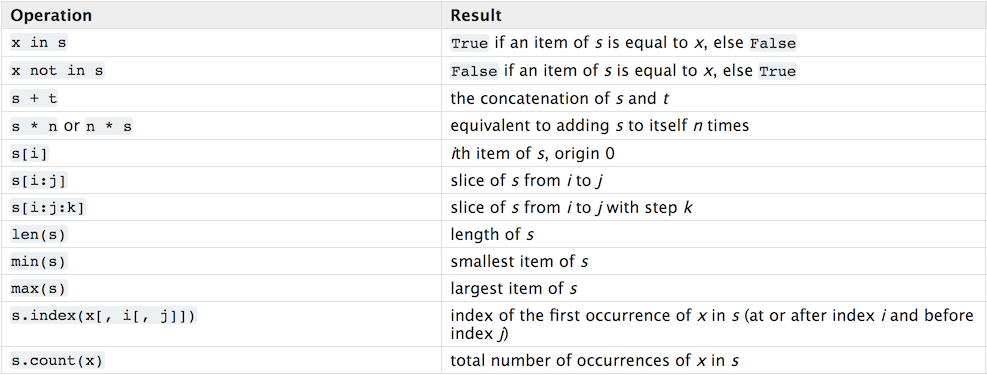 Operation Result
x in s True if an item of s is equal to x, else False
x not in s False if an item of s is equal to x, else True
s + t the concatenation of s and t
s * n or n * s equivalent to adding s to itself n times
s[i] ith item of s, origin 0
s[i:j] slice of s from i to j
s[i:j:k] slice of s from i to j with step k
len(s) length of s
min(s) smallest item of s
max(s) largest item of s
s.index(x[, i[, j]]) index of the first occurrence of x in s (at or after index i and before
index j)
s.count(x) total number of occurrences of x in s